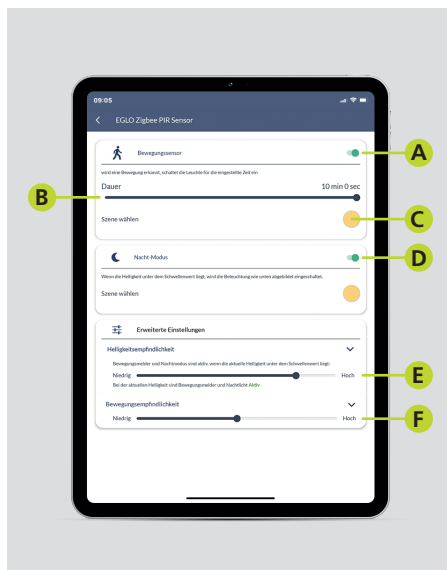 09:05
EGLO Zigbee PIR Sensor
Bewegungssensor
A
wird eine Bewegung erkannt, schaltet die Leuchte für die eingestellte Zeit ein
Dauer 10 min 0 sec
B
Szene wählen
C
Nacht-Modus
D
Wenn die Helligkeit unter dem Schwellenwert liegt, wird die Beleuchtung wie unten abgebildet eingeschaltet.
Szene wählen
Erweiterte Einstellungen
Helligkeitsempfindlichkeit
Bewegungsmelder und Nachtmodus sind aktiv, wenn die aktuelle Helligkeit unter dem Schwellenwert liegt:
Niedrig Hoch
E
Bei der aktuellen Helligkeit sind Bewegungsmelder und Nachtlicht Aktiv
Bewegungsempfindlichkeit
Niedrig Hoch
F